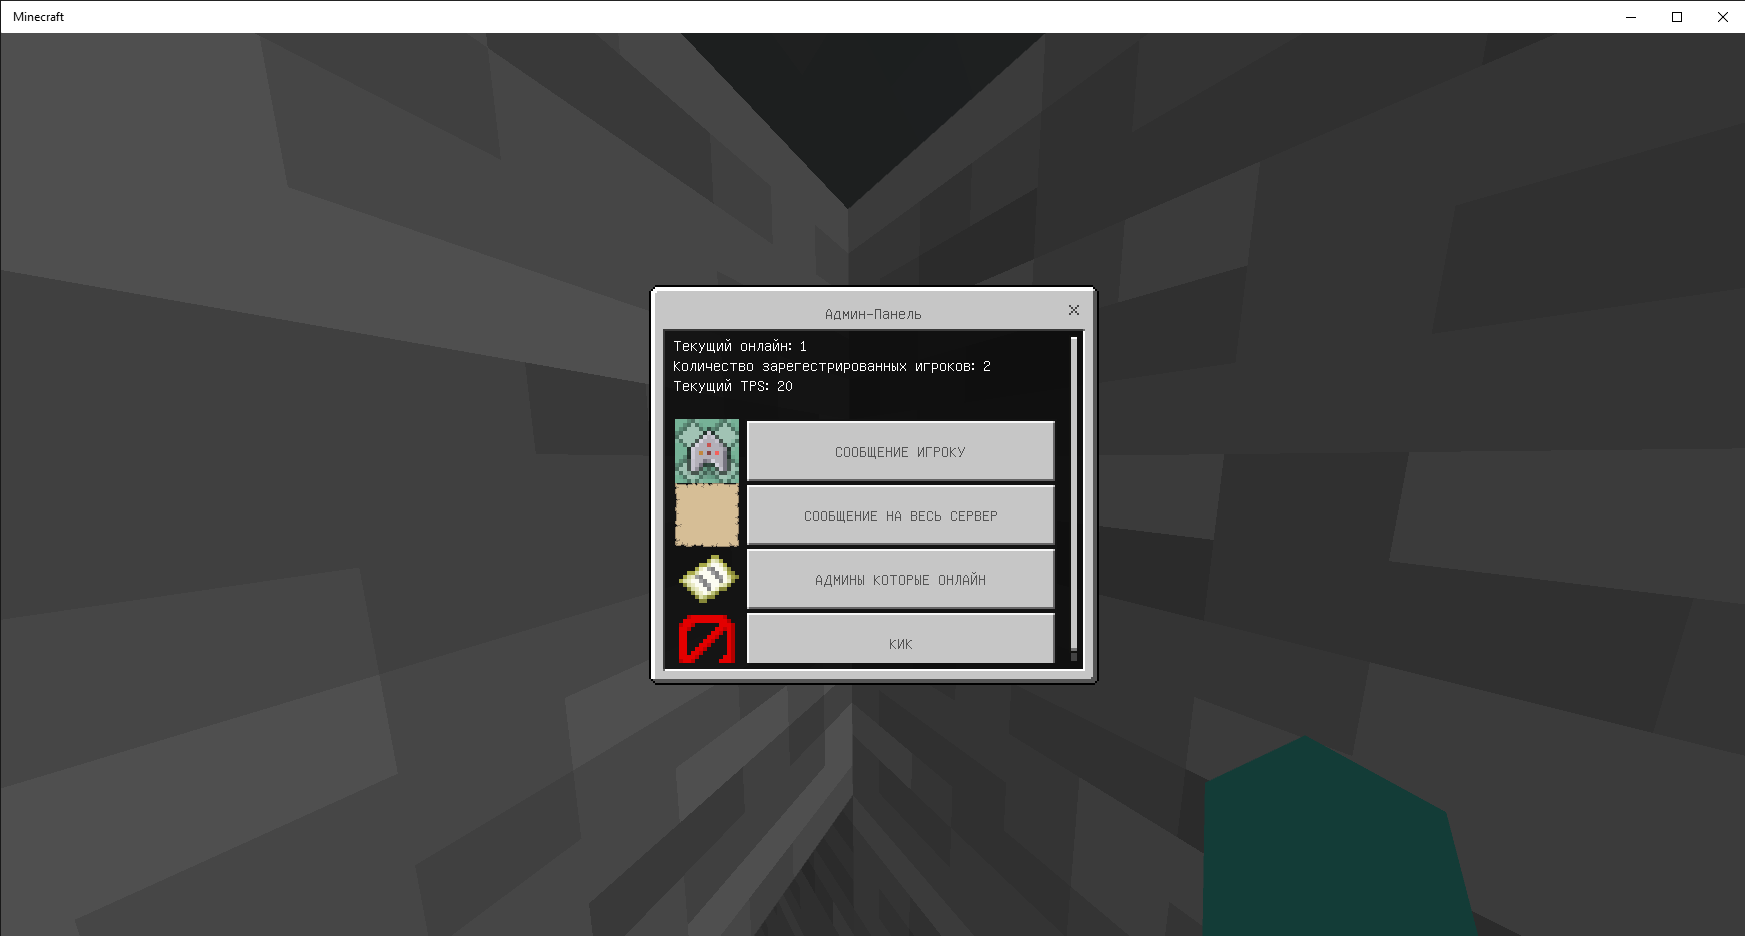 Minecraft
Админ-Панель
Текущий онлайн: 1
Количество зарегестрированных игроков: 2
Текущий TPS: 20
СООБЩЕНИЕ ИГРОКУ
СООБЩЕНИЕ НА ВЕСЬ СЕРВЕР
АДМИНЫ КОТОРЫЕ ОНЛАЙН
КИК